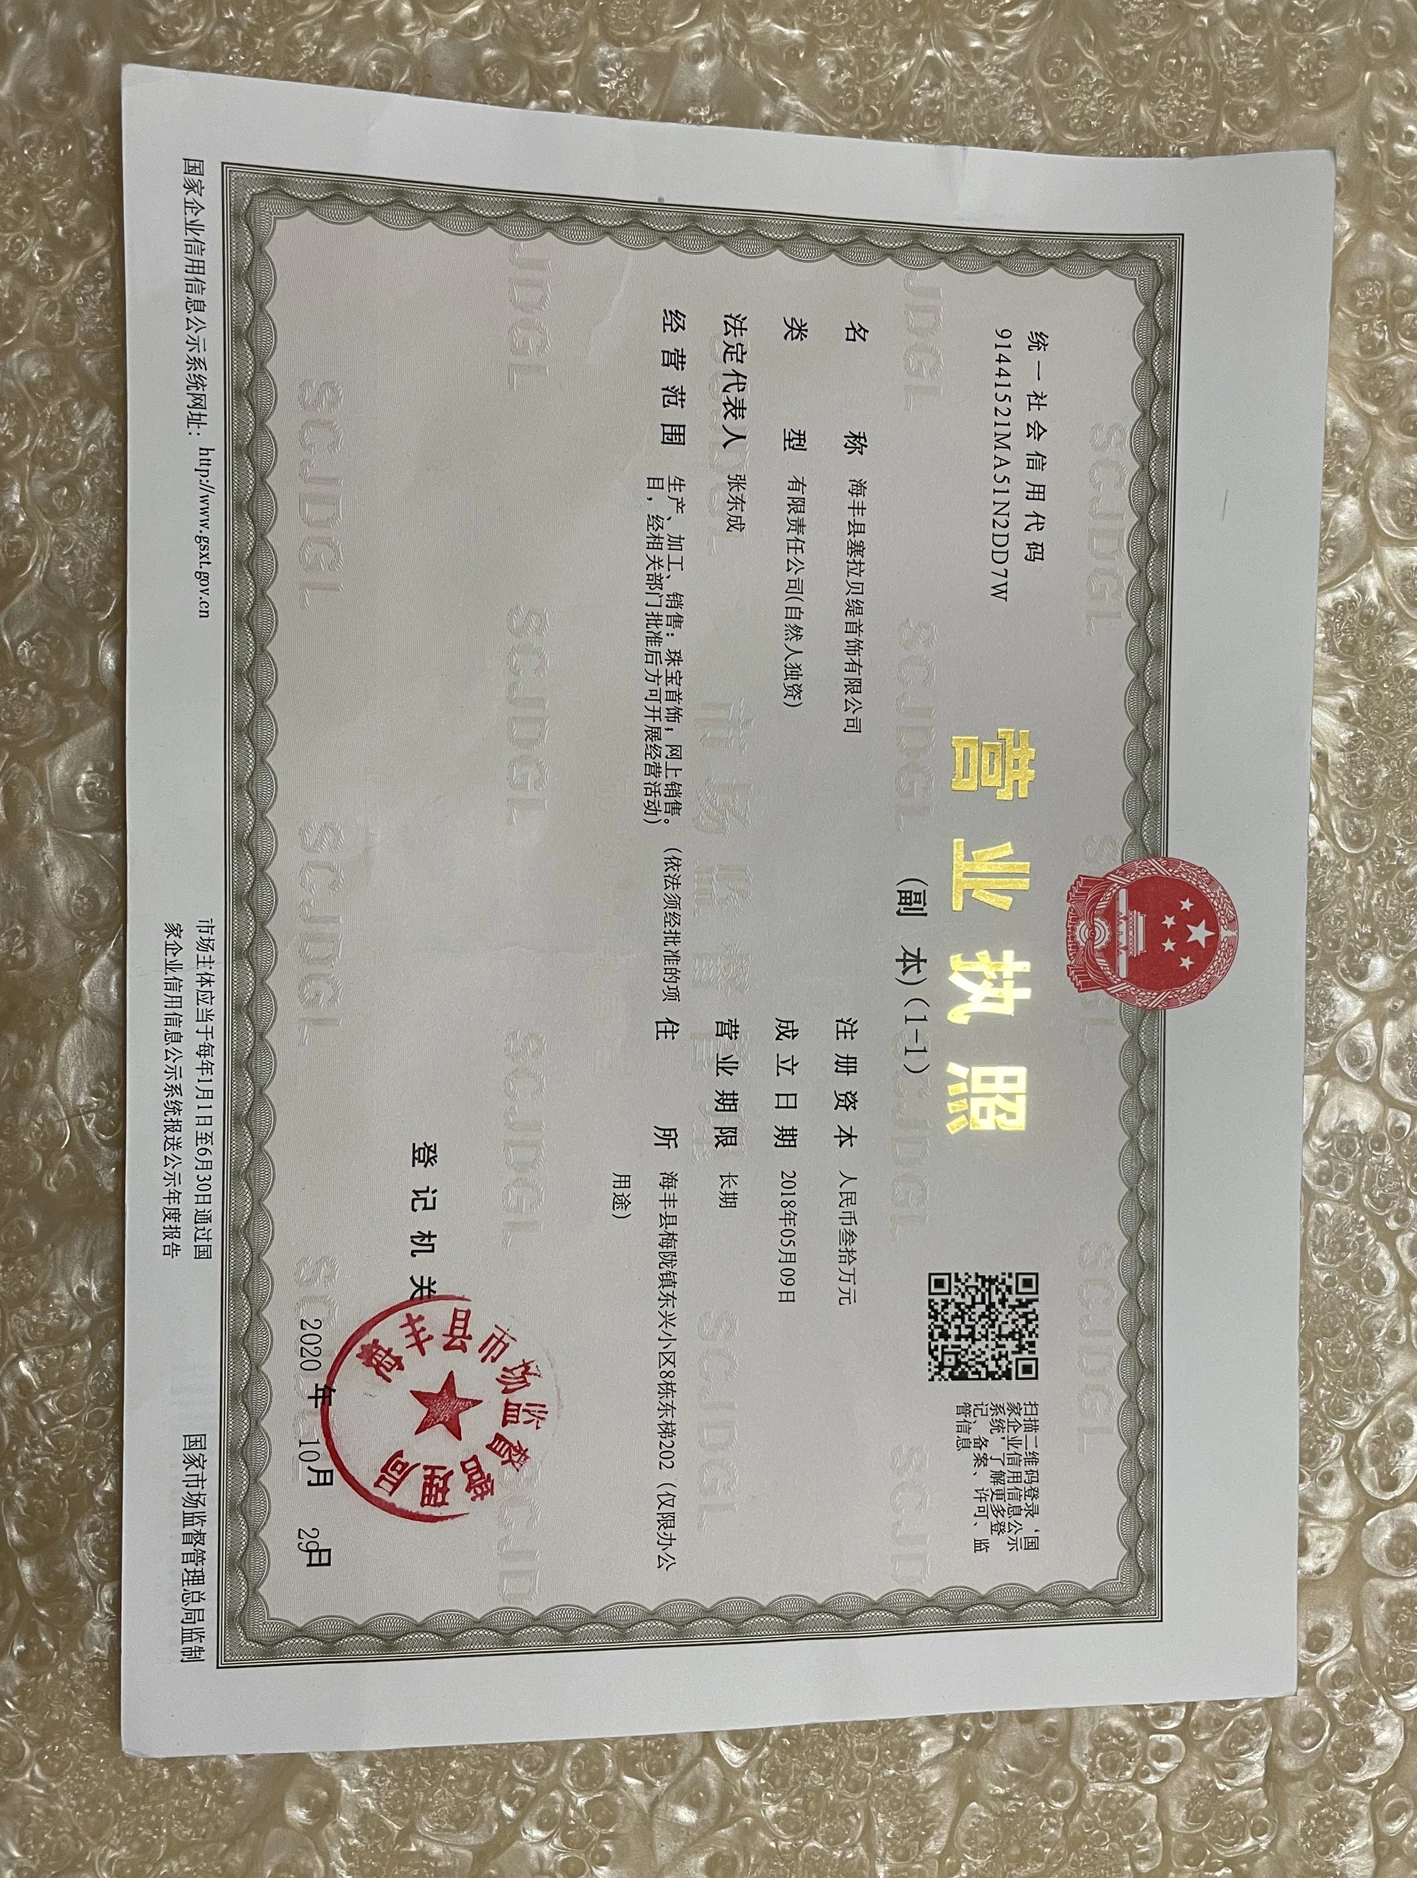 统一社会信用代码
91441521MA51N2DD7W
营业执照
（副 本）（1-1）
扫描二维码登录‘国
家企业信用信息公示
系统’了解更多登
记、备案、许可、监
管信息
名 称 海丰县塞拉贝缇首饰有限公司
类 型 有限责任公司(自然人独资)
法定代表人 张东成
经营范围 生产、加工、销售：珠宝首饰；网上销售。（依法须经批准的项
目，经相关部门批准后方可开展经营活动）
注册资本 人民币叁拾万元
成立日期 2018年05月09日
营业期限 长期
住 所 海丰县梅陇镇东兴小区8栋东梯202（仅限办公
用途）
登记机关
海丰县市场监督管理局
2020 年 10 月 29 日
国家企业信用信息公示系统网址：http://www.gsxt.gov.cn
市场主体应当于每年1月1日至6月30日通过国
家企业信用信息公示系统报送公示年度报告
国家市场监督管理总局监制
SCJDGL
市场监督管理